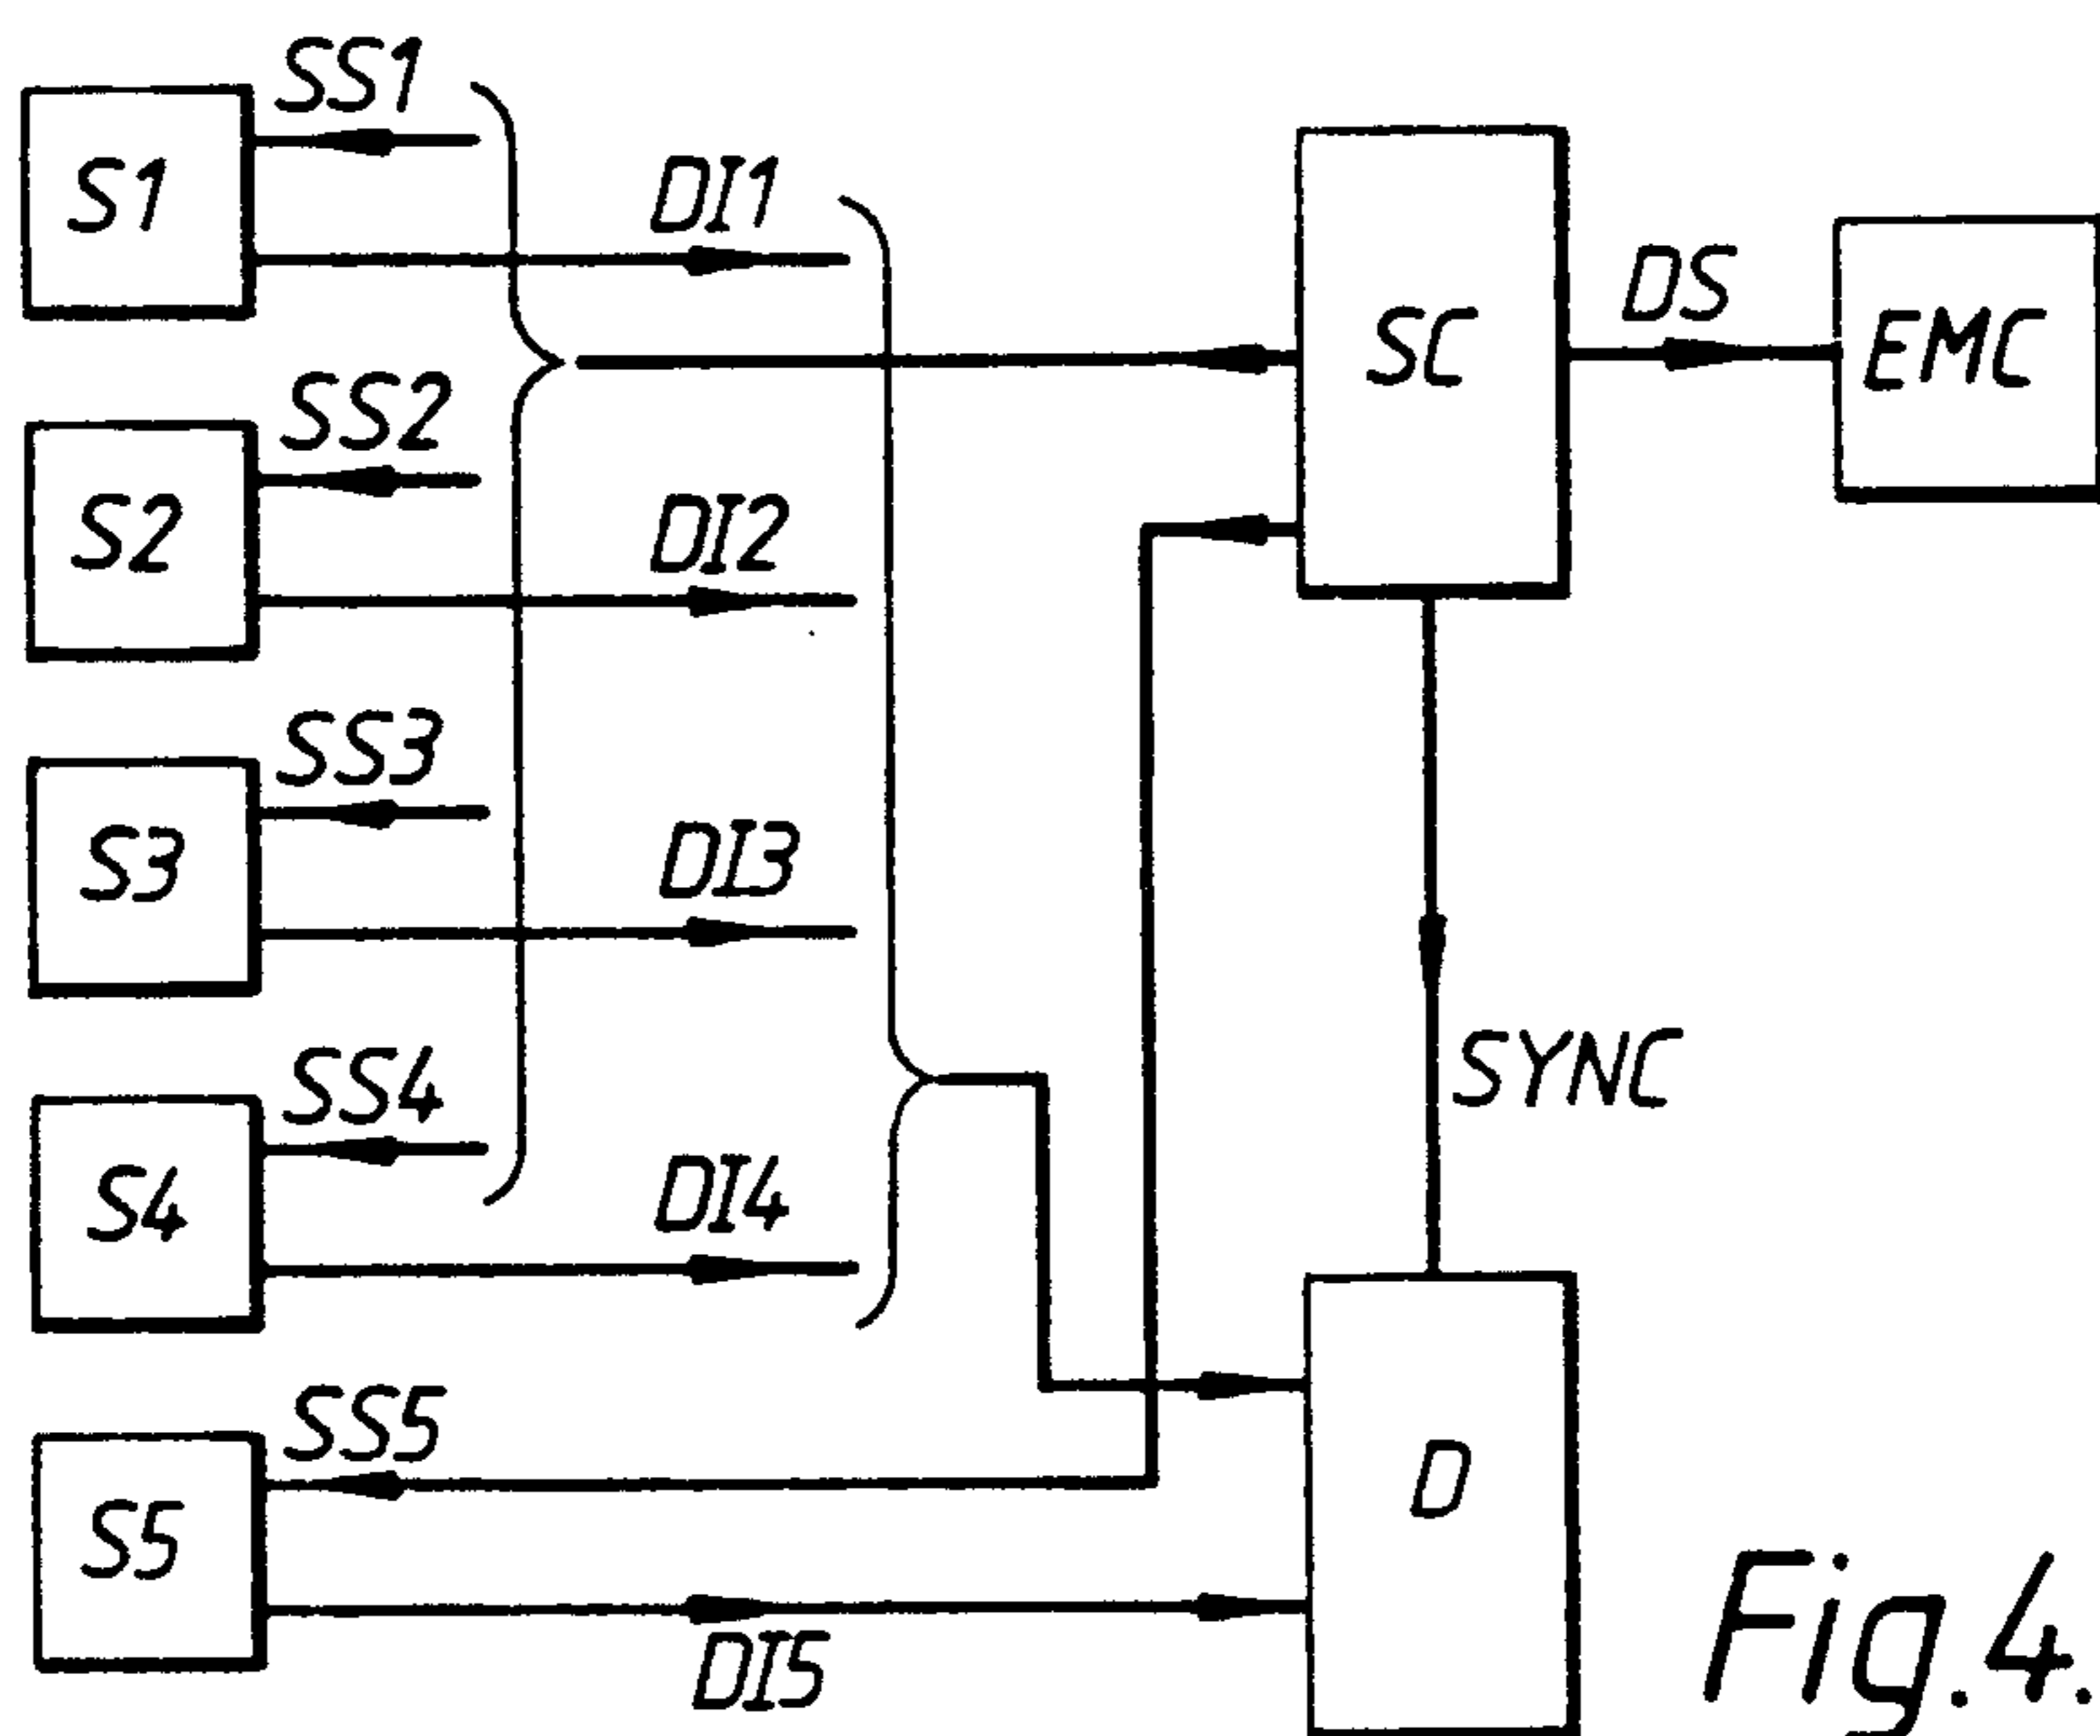 SS1
S1
DI1
SC
DS
EMC
SS2
S2
DI2
SS3
S3
DI3
SYNC
SS4
S4
DI4
SS5
S5
D
DI5
Fig.4.